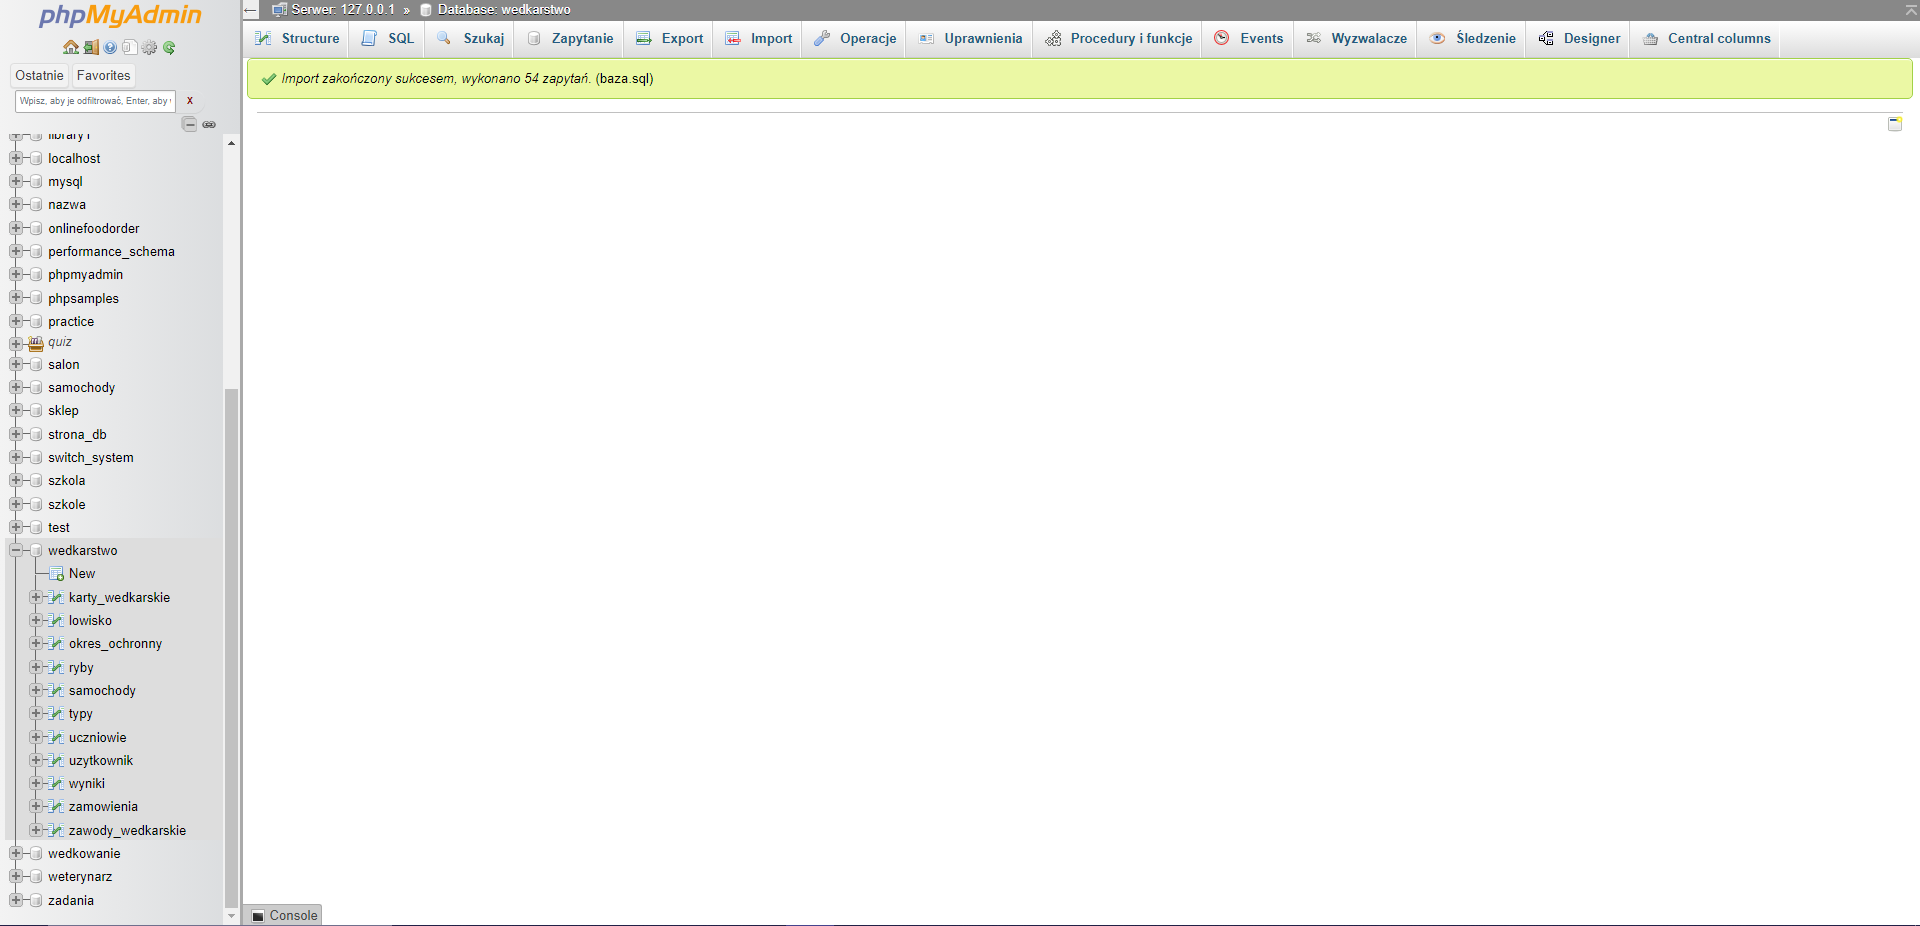 phpMyAdmin
Ostatnie Favorites
Wpisz, aby je odfiltrować, Enter, aby X
library1
localhost
mysql
nazwa
onlinefoodorder
performance_schema
phpmyadmin
phpsamples
practice
quiz
salon
samochody
sklep
strona_db
switch_system
szkola
szkole
test
wedkarstwo
New
karty_wedkarskie
lowisko
okres_ochronny
ryby
samochody
typy
uczniowie
uzytkownik
wyniki
zamowienia
zawody_wedkarskie
wedkowanie
weterynarz
zadania
Serwer: 127.0.0.1 » Database: wedkarstwo
Structure SQL Szukaj Zapytanie Export Import Operacje Uprawnienia Procedury i funkcje Events Wyzwalacze Śledzenie Designer Central columns
Import zakończony sukcesem, wykonano 54 zapytań. (baza.sql)
Console